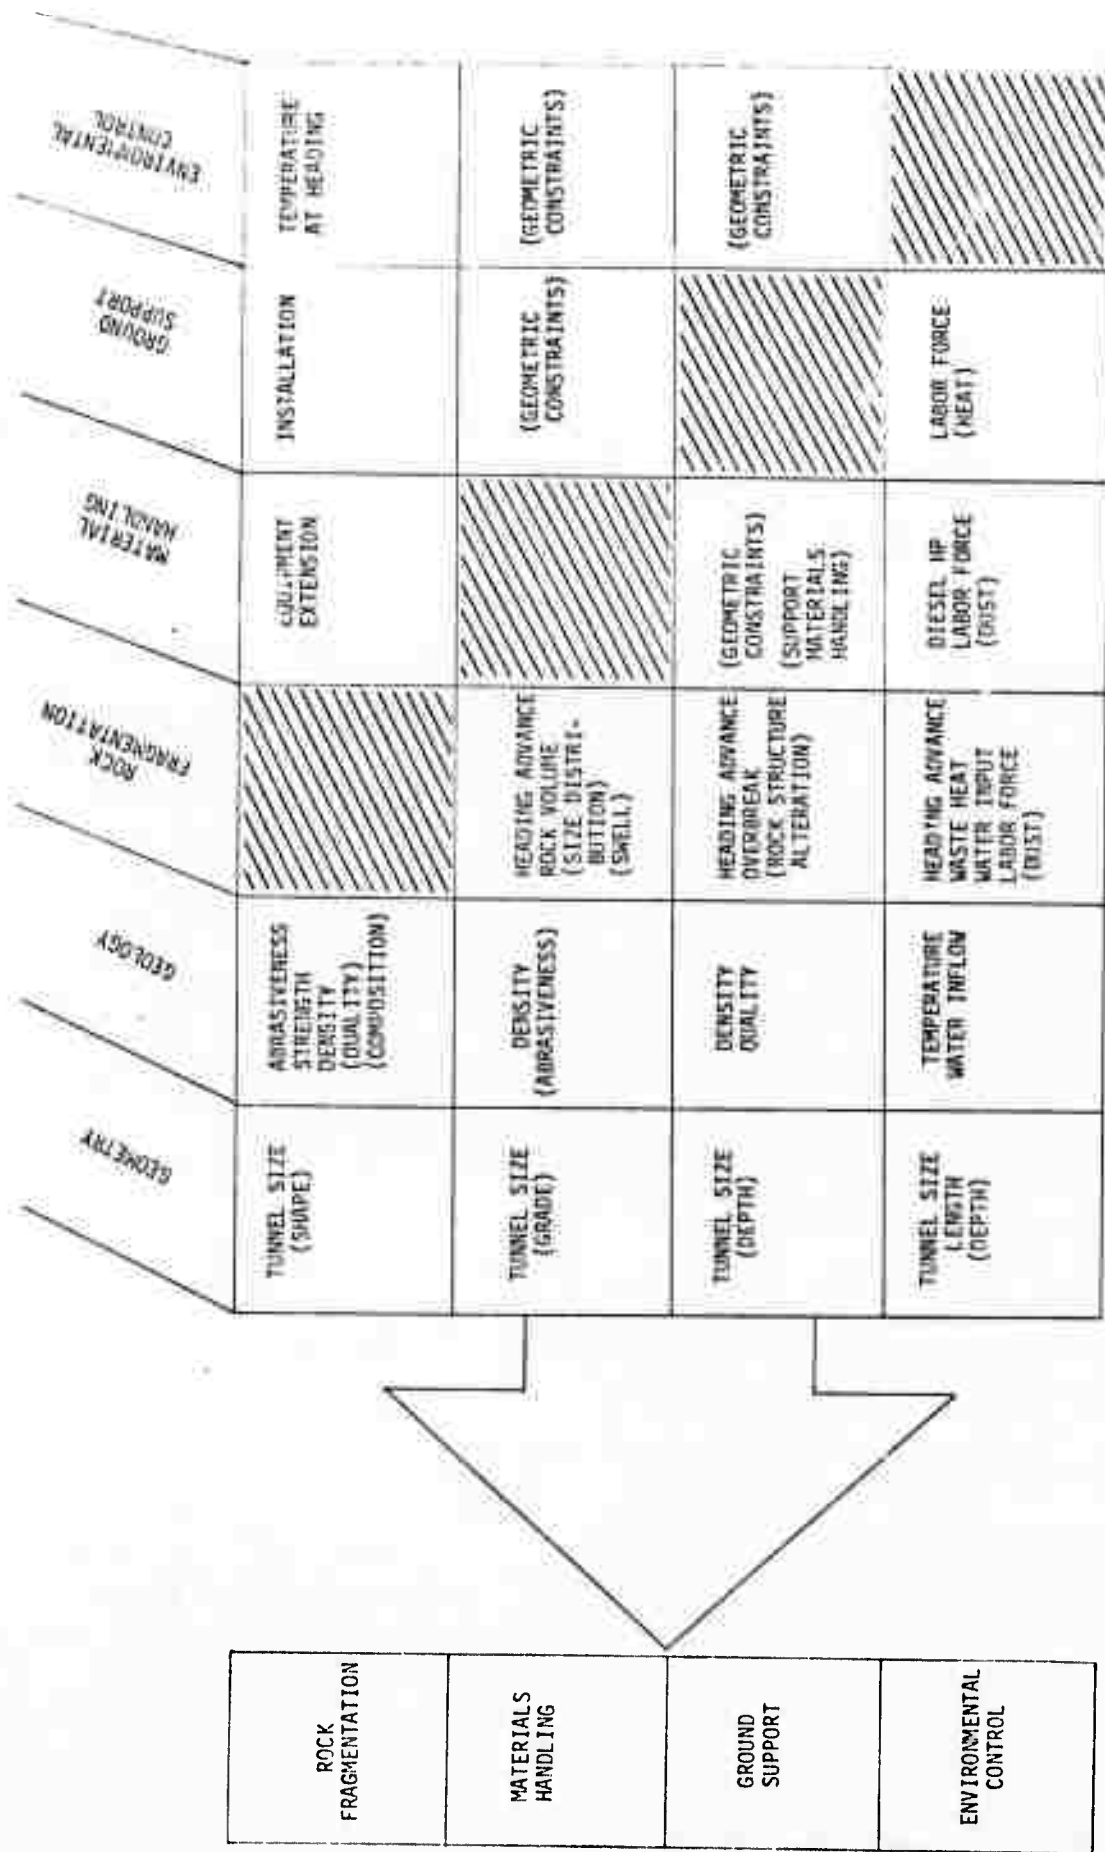 GEOMETRY
GEOLOGY
ROCK
FRAGMENTATION
MATERIAL
HANDLING
GROUND
SUPPORT
ENVIRONMENTAL
CONTROL
ROCK
FRAGMENTATION
TUNNEL SIZE
(SHAPE)
ABRASIVENESS
STRENGTH
DENSITY
(QUALITY)
(COMPOSITION)
EQUIPMENT
EXTENSION
INSTALLATION
TEMPERATURE
AT HEADING
MATERIALS
HANDLING
TUNNEL SIZE
(GRADE)
DENSITY
(ABRASIVENESS)
HEADING ADVANCE
ROCK VOLUME
(SIZE DISTRI-
BUTION)
(SWELL)
(GEOMETRIC
CONSTRAINTS)
(GEOMETRIC
CONSTRAINTS)
GROUND
SUPPORT
TUNNEL SIZE
(DEPTH)
DENSITY
QUALITY
HEADING ADVANCE
OVERBREAK
(ROCK STRUCTURE
ALTERATION)
(GEOMETRIC
CONSTRAINTS)
(SUPPORT
MATERIALS
HANDLING)
(GEOMETRIC
CONSTRAINTS)
ENVIRONMENTAL
CONTROL
TUNNEL SIZE
LENGTH
(DEPTH)
TEMPERATURE
WATER INFLOW
HEADING ADVANCE
WASTE HEAT
WATER INPUT
LABOR FORCE
(DUST)
DIESEL HP
LABOR FORCE
(DUST)
LABOR FORCE
(HEAT)